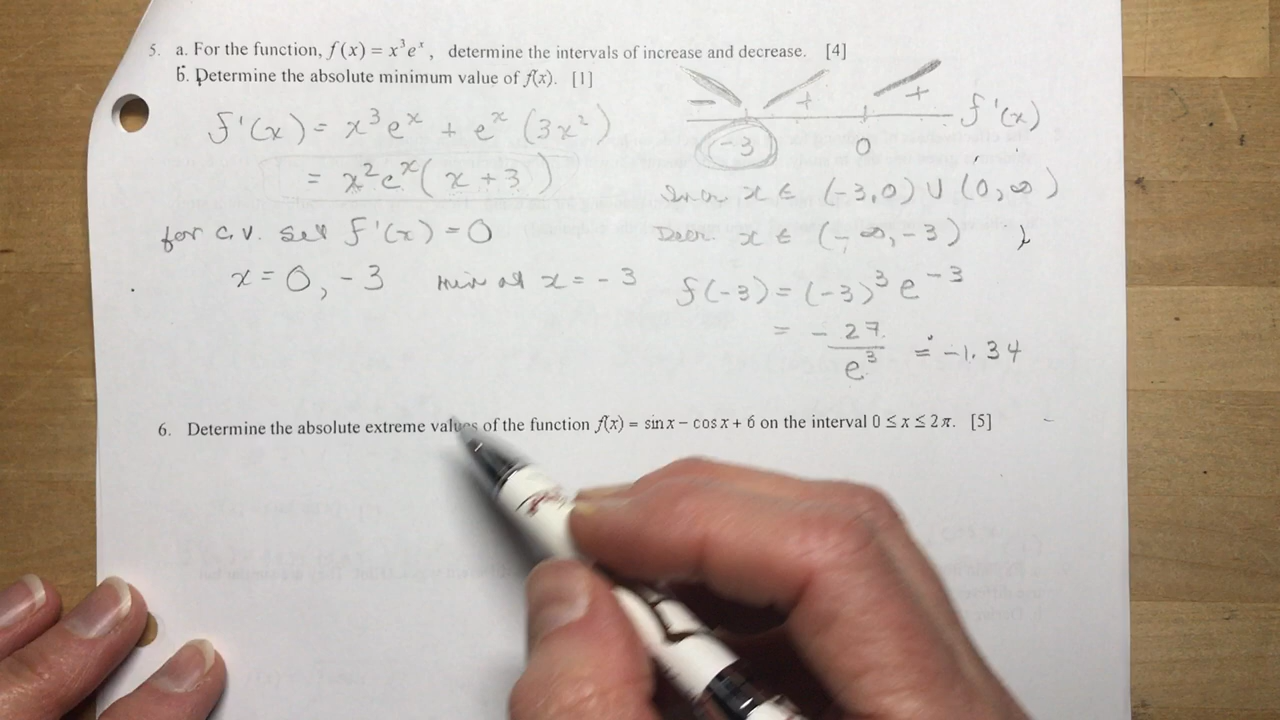 5. a. For the function, f(x) = x³eˣ, determine the intervals of increase and decrease. [4]
b. Determine the absolute minimum value of f(x). [1]
− + + f'(x)
-3 0
f'(x) = x³eˣ + eˣ (3x²)
= x²eˣ( x + 3 )
Incr x ∈ (-3,0) ∪ (0,∞)
for c.v. set f'(x) = 0
Decr. x ∈ (-∞,-3)
x = 0, -3 min at x = -3
f(-3) = (-3)³ e⁻³
= -27/e³ ≐ -1.34
6. Determine the absolute extreme values of the function f(x) = sin x − cos x + 6 on the interval 0 ≤ x ≤ 2π. [5]